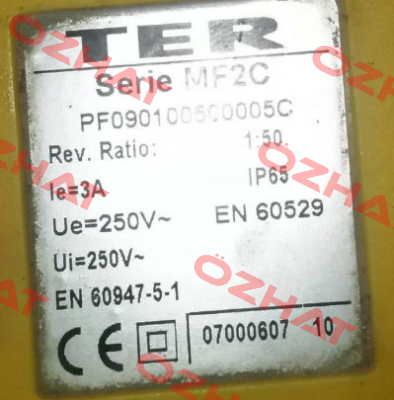 TER
Serie MF2C
PF090100500005C
Rev. Ratio: 1:50.
Ie=3A IP65
Ue=250V~ EN 60529
Ui=250V~
EN 60947-5-1
CE 07000607 10
OZHAT
OZHAT
OZHAT
OZHAT
OZHAT